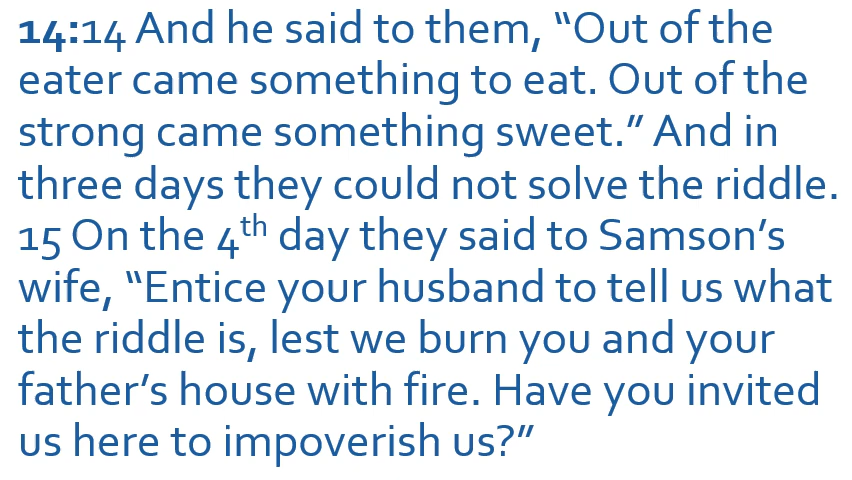 14:14 And he said to them, “Out of the
eater came something to eat. Out of the
strong came something sweet.” And in
three days they could not solve the riddle.
15 On the 4th day they said to Samson’s
wife, “Entice your husband to tell us what
the riddle is, lest we burn you and your
father’s house with fire. Have you invited
us here to impoverish us?”